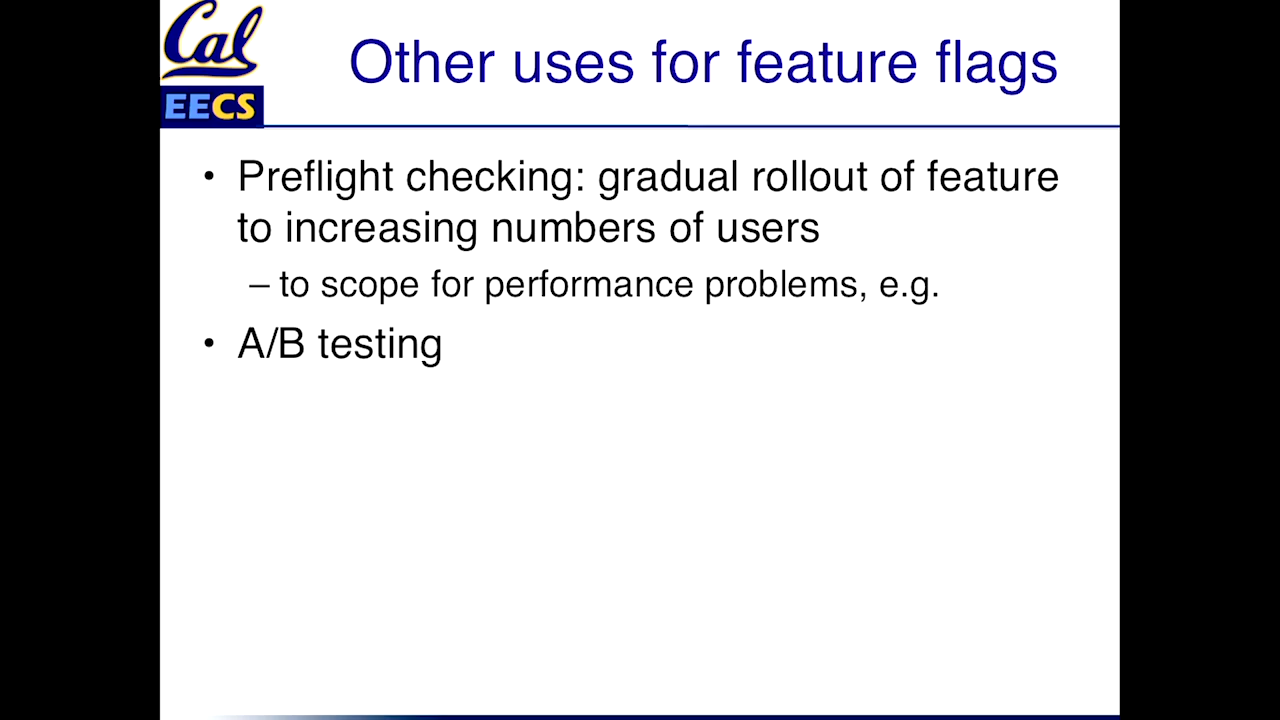 Cal
EECS
Other uses for feature flags
• Preflight checking: gradual rollout of feature
to increasing numbers of users
– to scope for performance problems, e.g.
• A/B testing